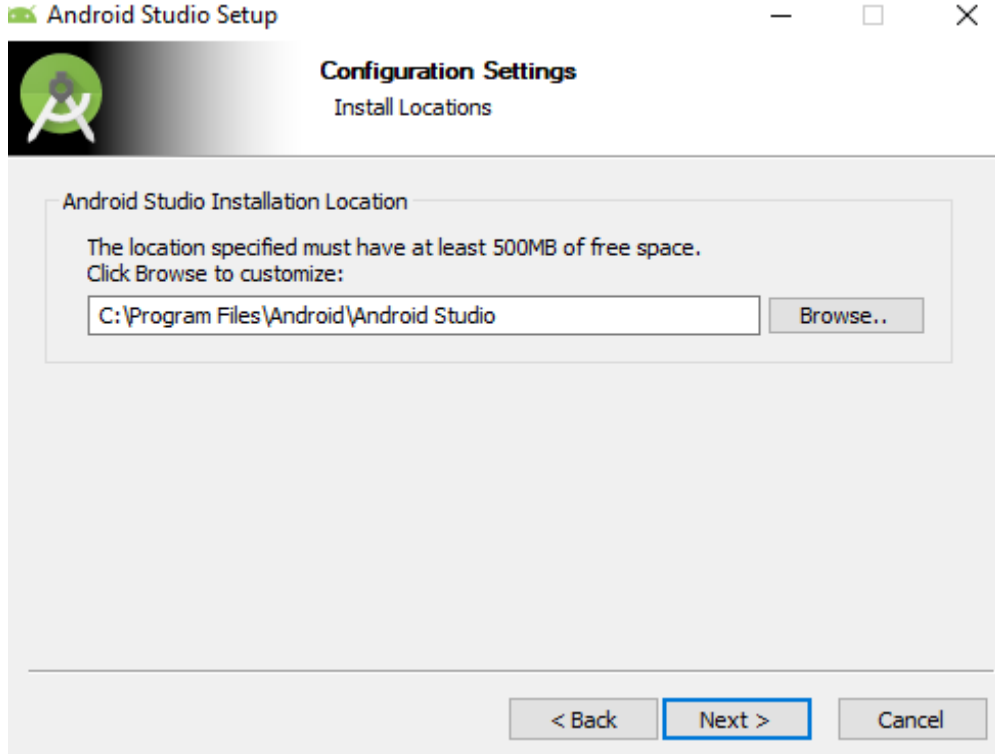 Android Studio Setup
Configuration Settings
Install Locations
Android Studio Installation Location
The location specified must have at least 500MB of free space.
Click Browse to customize:
C:\Program Files\Android\Android Studio
Browse..
< Back
Next >
Cancel